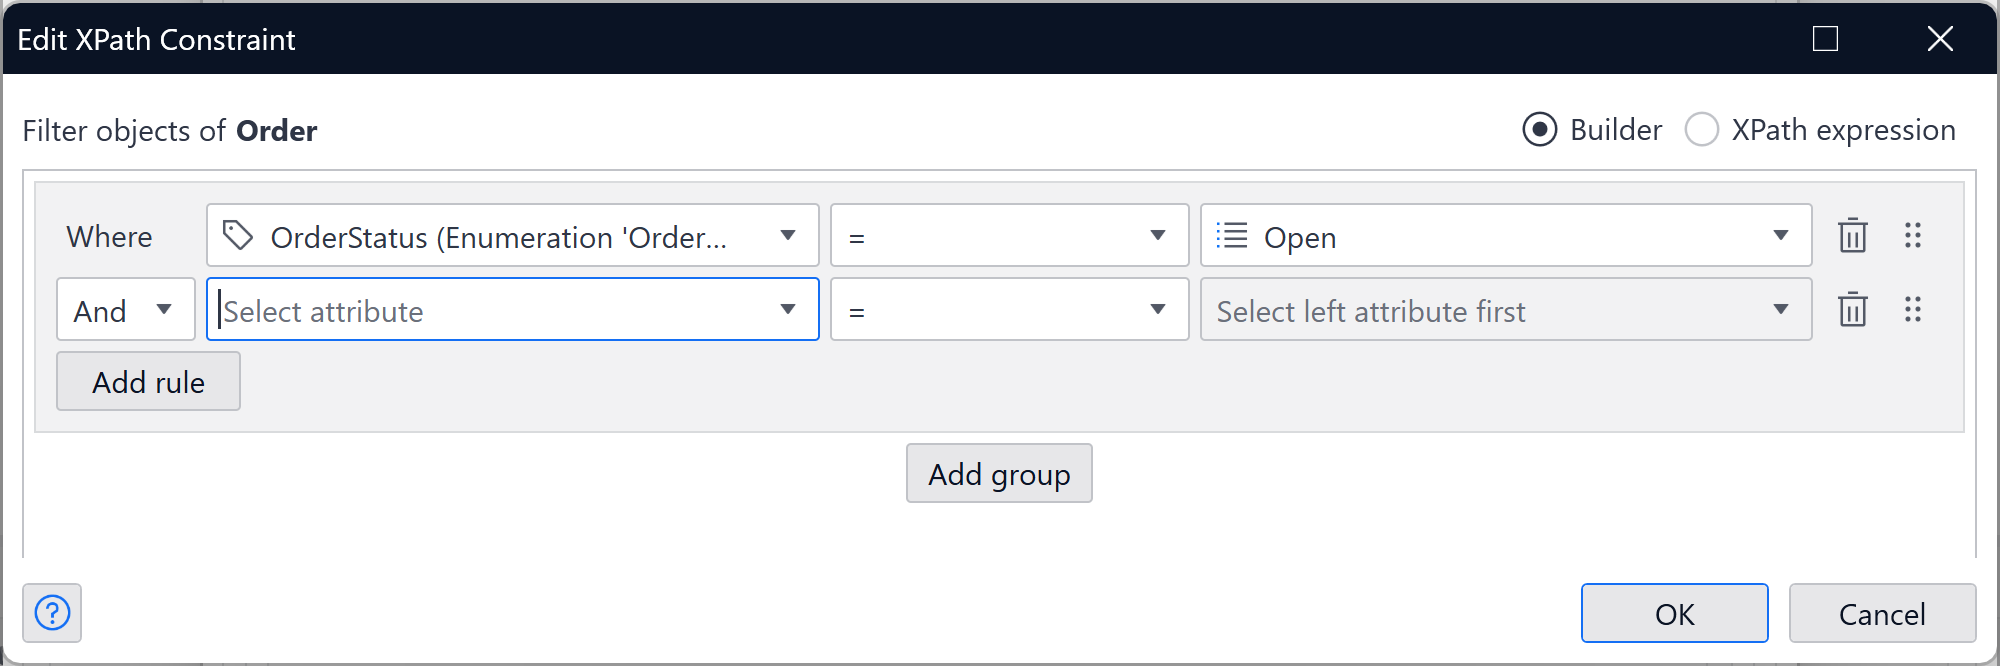 Edit XPath Constraint
Filter objects of Order
Builder XPath expression
Where OrderStatus (Enumeration 'Order... = Open
And Select attribute = Select left attribute first
Add rule
Add group
? OK Cancel